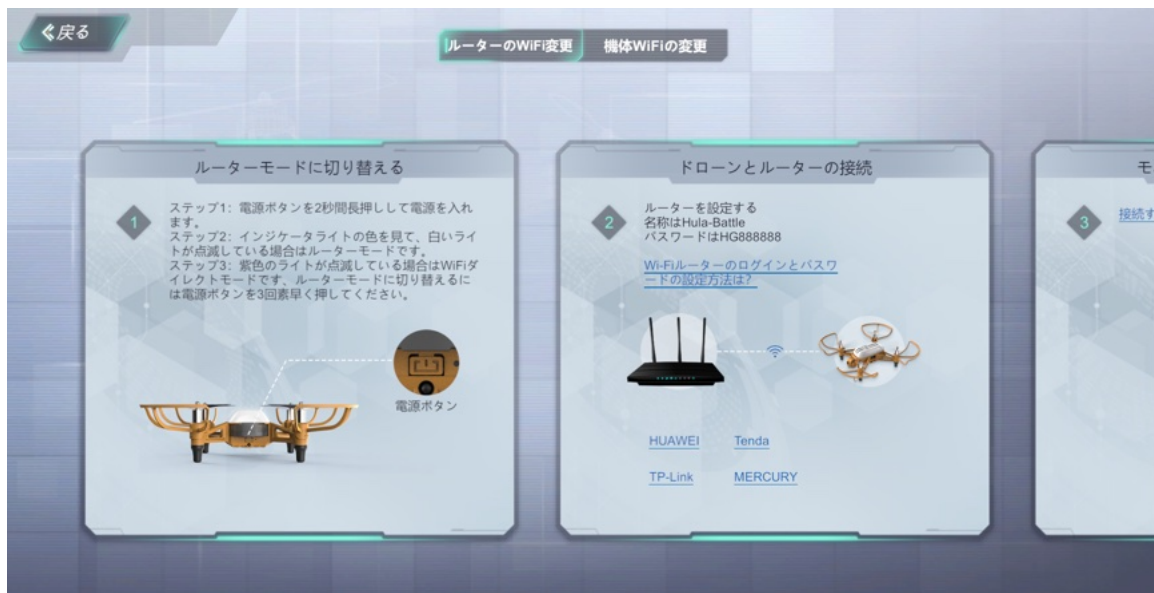 戻る
ルーターのWiFi変更
機体WiFiの変更
ルーターモードに切り替える
1
ステップ1：電源ボタンを2秒間長押しして電源を入れ
ます。
ステップ2：インジケータライトの色を見て、白いライ
トが点滅している場合はルーターモードです。
ステップ3：紫色のライトが点滅している場合はWiFiダ
イレクトモードです、ルーターモードに切り替えるに
は電源ボタンを3回素早く押してください。
電源ボタン
ドローンとルーターの接続
2
ルーターを設定する
名称はHula-Battle
パスワードはHG888888
Wi-Fiルーターのログインとパスワ
ードの設定方法は?
HUAWEI
Tenda
TP-Link
MERCURY
モ
3
接続す